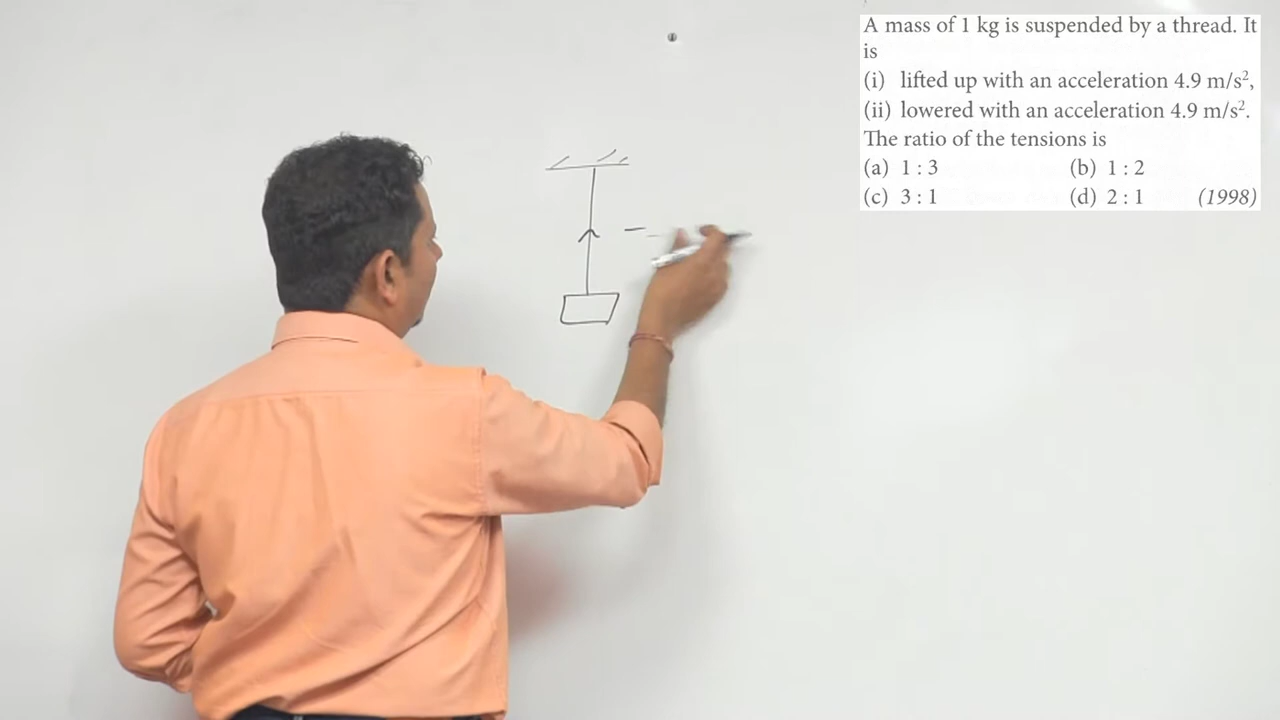 A mass of 1 kg is suspended by a thread. It
is
(i) lifted up with an acceleration 4.9 m/s²,
(ii) lowered with an acceleration 4.9 m/s².
The ratio of the tensions is
(a) 1 : 3 (b) 1 : 2
(c) 3 : 1 (d) 2 : 1 (1998)